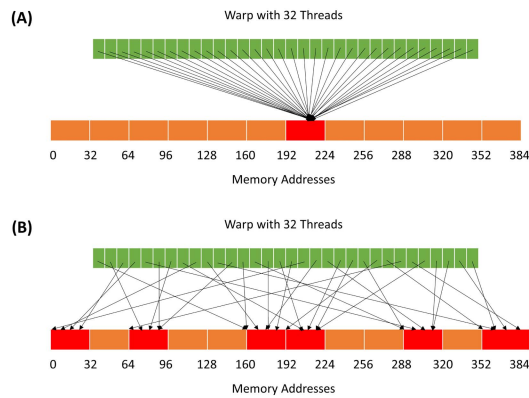 (A)
Warp with 32 Threads
0 32 64 96 128 160 192 224 256 288 320 352 384
Memory Addresses
(B)
Warp with 32 Threads
0 32 64 96 128 160 192 224 256 288 320 352 384
Memory Addresses